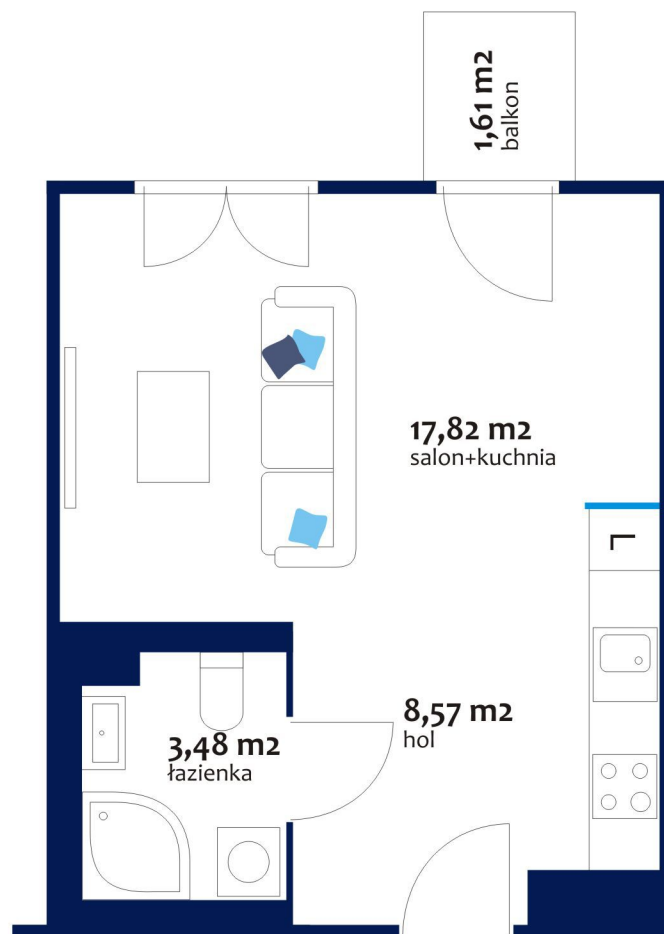 1,61 m2
balkon
17,82 m2
salon+kuchnia
L
8,57 m2
hol
3,48 m2
łazienka